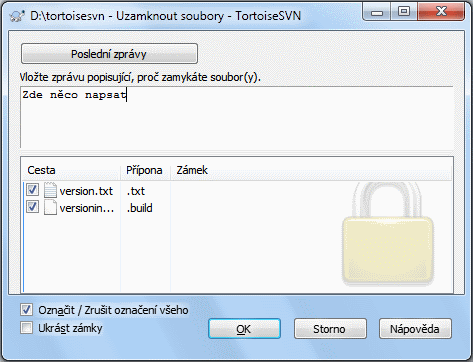 D:\tortoisesvn - Uzamknout soubory - TortoiseSVN
Poslední zprávy
Vložte zprávu popisující, proč zamykáte soubor(y).
Zde něco napsat
Cesta Přípona Zámek
version.txt .txt
versionin... .build
Označit / Zrušit označení všeho
Ukrást zámky
OK Storno Nápověda